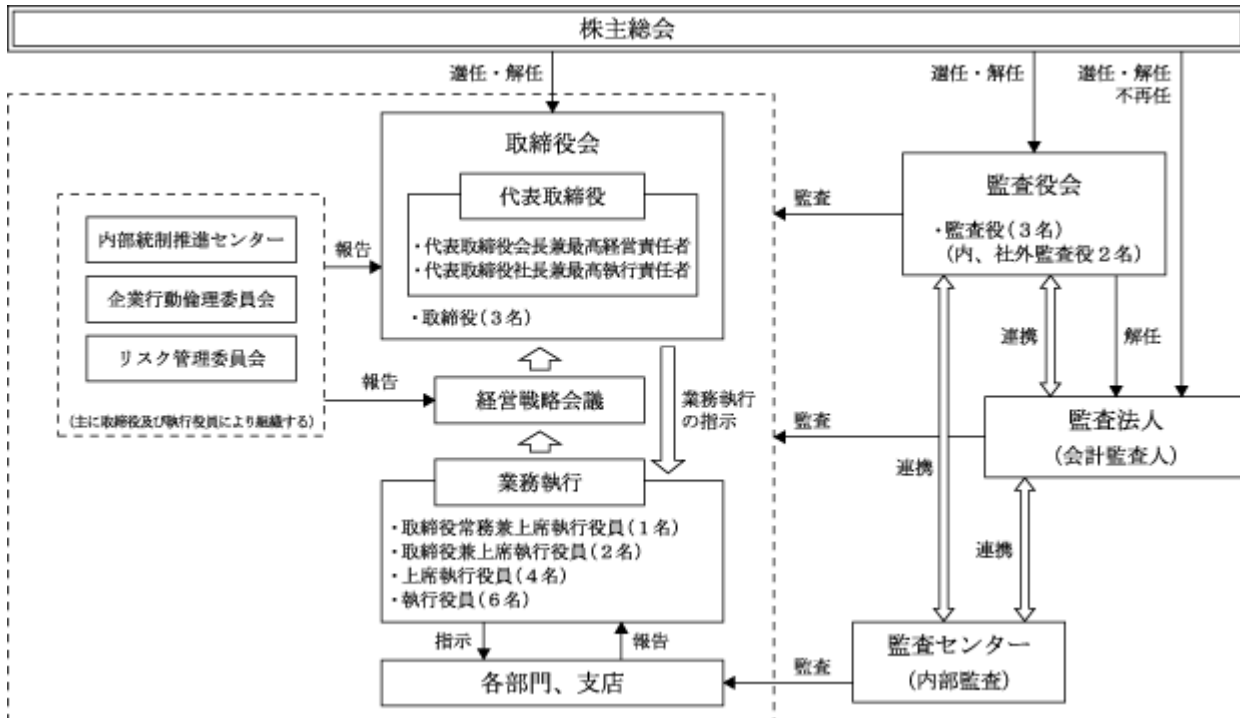 株主総会
選任・解任
選任・解任
選任・解任
不再任
取締役会
代表取締役
・代表取締役会長兼最高経営責任者
・代表取締役社長兼最高執行責任者
・取締役(3名)
監査役会
・監査役(3名)
(内、社外監査役2名)
監査
内部統制推進センター
企業行動倫理委員会
リスク管理委員会
(主に取締役及び執行役員により組織する)
報告
報告
経営戦略会議
業務執行
の指示
連携
解任
監査法人
(会計監査人)
監査
連携
連携
業務執行
・取締役常務兼上席執行役員(1名)
・取締役兼上席執行役員(2名)
・上席執行役員(4名)
・執行役員(6名)
指示
報告
各部門、支店
監査
監査センター
(内部監査)